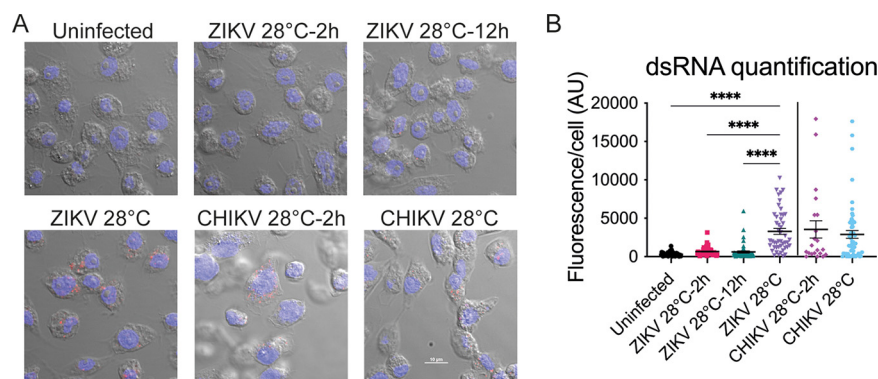 A
Uninfected
ZIKV 28°C-2h
ZIKV 28°C-12h
ZIKV 28°C
CHIKV 28°C-2h
CHIKV 28°C
10 µm
B
dsRNA quantification
Fluorescence/cell (AU)
20000
15000
10000
5000
0
****
****
****
Uninfected
ZIKV 28°C-2h
ZIKV 28°C-12h
ZIKV 28°C
CHIKV 28°C-2h
CHIKV 28°C